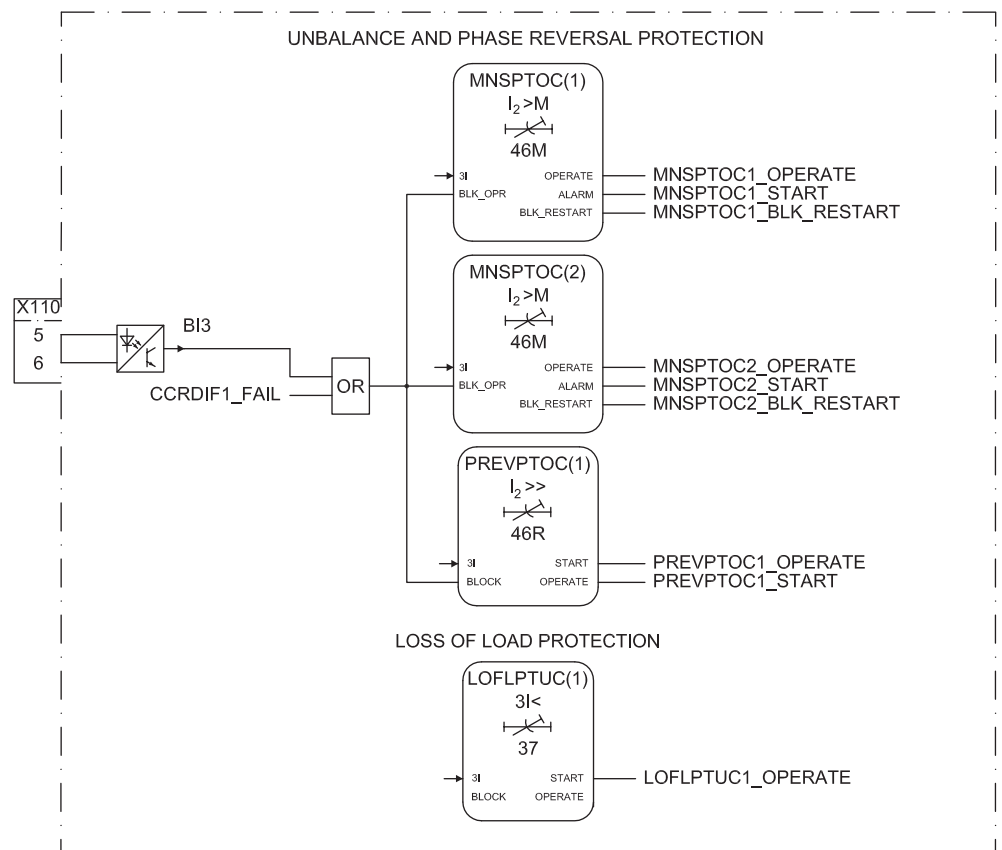 UNBALANCE AND PHASE REVERSAL PROTECTION
MNSPTOC(1)
I2>M
46M
3I OPERATE MNSPTOC1_OPERATE
BLK_OPR ALARM MNSPTOC1_START
BLK_RESTART MNSPTOC1_BLK_RESTART
MNSPTOC(2)
I2>M
46M
X110
5
6
BI3
CCRDIF1_FAIL
OR
3I OPERATE MNSPTOC2_OPERATE
BLK_OPR ALARM MNSPTOC2_START
BLK_RESTART MNSPTOC2_BLK_RESTART
PREVPTOC(1)
I2>>
46R
3I START PREVPTOC1_OPERATE
BLOCK OPERATE PREVPTOC1_START
LOSS OF LOAD PROTECTION
LOFLPTUC(1)
3I<
37
3I START LOFLPTUC1_OPERATE
BLOCK OPERATE